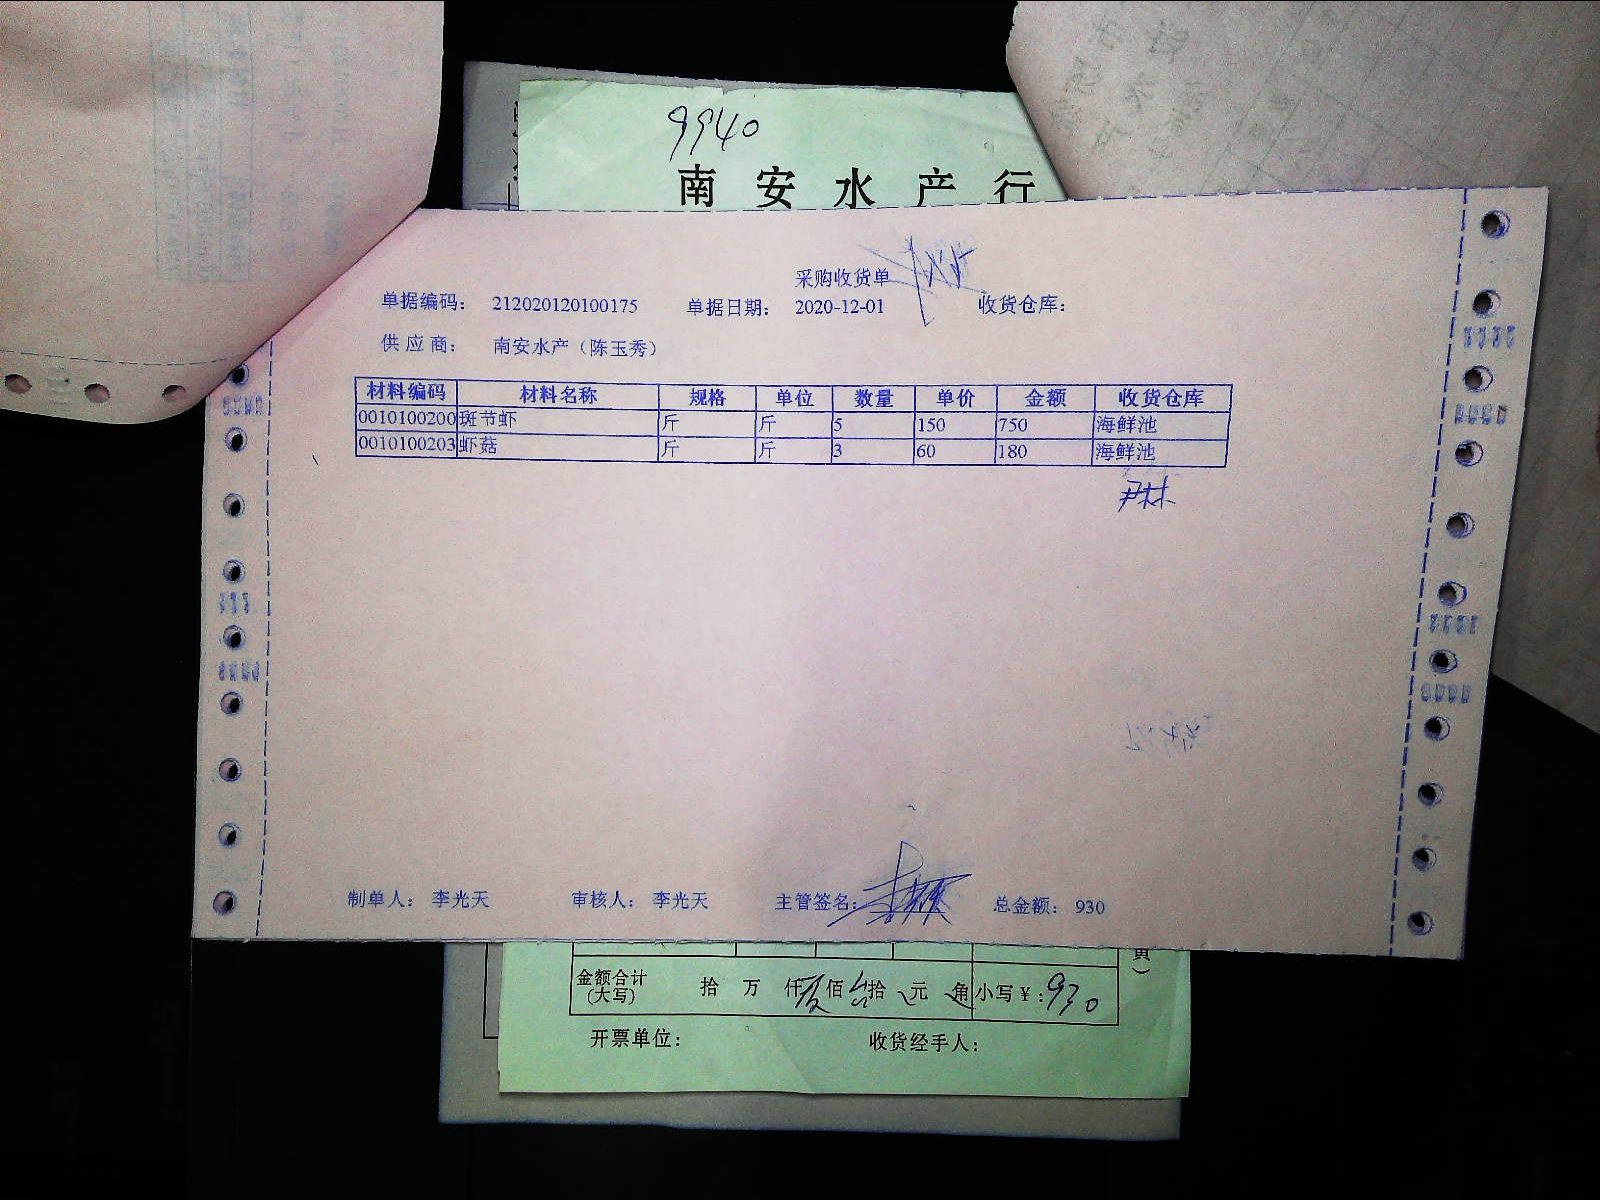 9940
南安水产行
采购收货单
单据编码: 212020120100175 单据日期: 2020-12-01 收货仓库:
供应商: 南安水产（陈玉秀）
材料编码 材料名称 规格 单位 数量 单价 金额 收货仓库
0010100200 斑节虾 斤 斤 5 150 750 海鲜池
0010100203 虾菇 斤 斤 3 60 180 海鲜池
尹林
制单人: 李光天 审核人: 李光天 主管签名: 总金额: 930
金额合计(大写) 拾 万 仟 佰 拾 元 角 小写¥: 930
开票单位: 收货经手人: